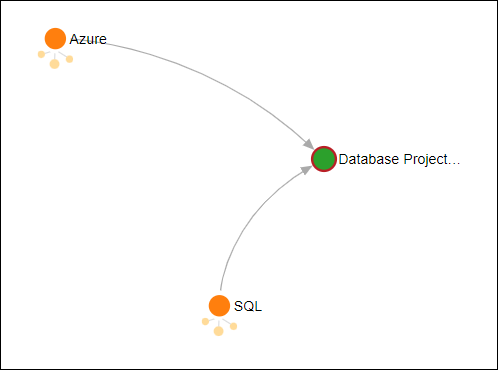 Azure
Database Project…
SQL